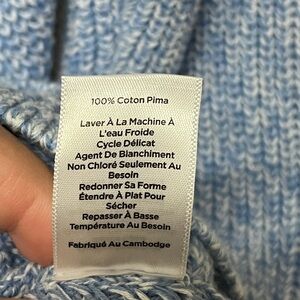 100% Coton Pima
Laver À La Machine À
L'eau Froide
Cycle Délicat
Agent De Blanchiment
Non Chloré Seulement Au
Besoin
Redonner Sa Forme
Étendre À Plat Pour
Sécher
Repasser À Basse
Température Au Besoin
Fabriqué Au Cambodge